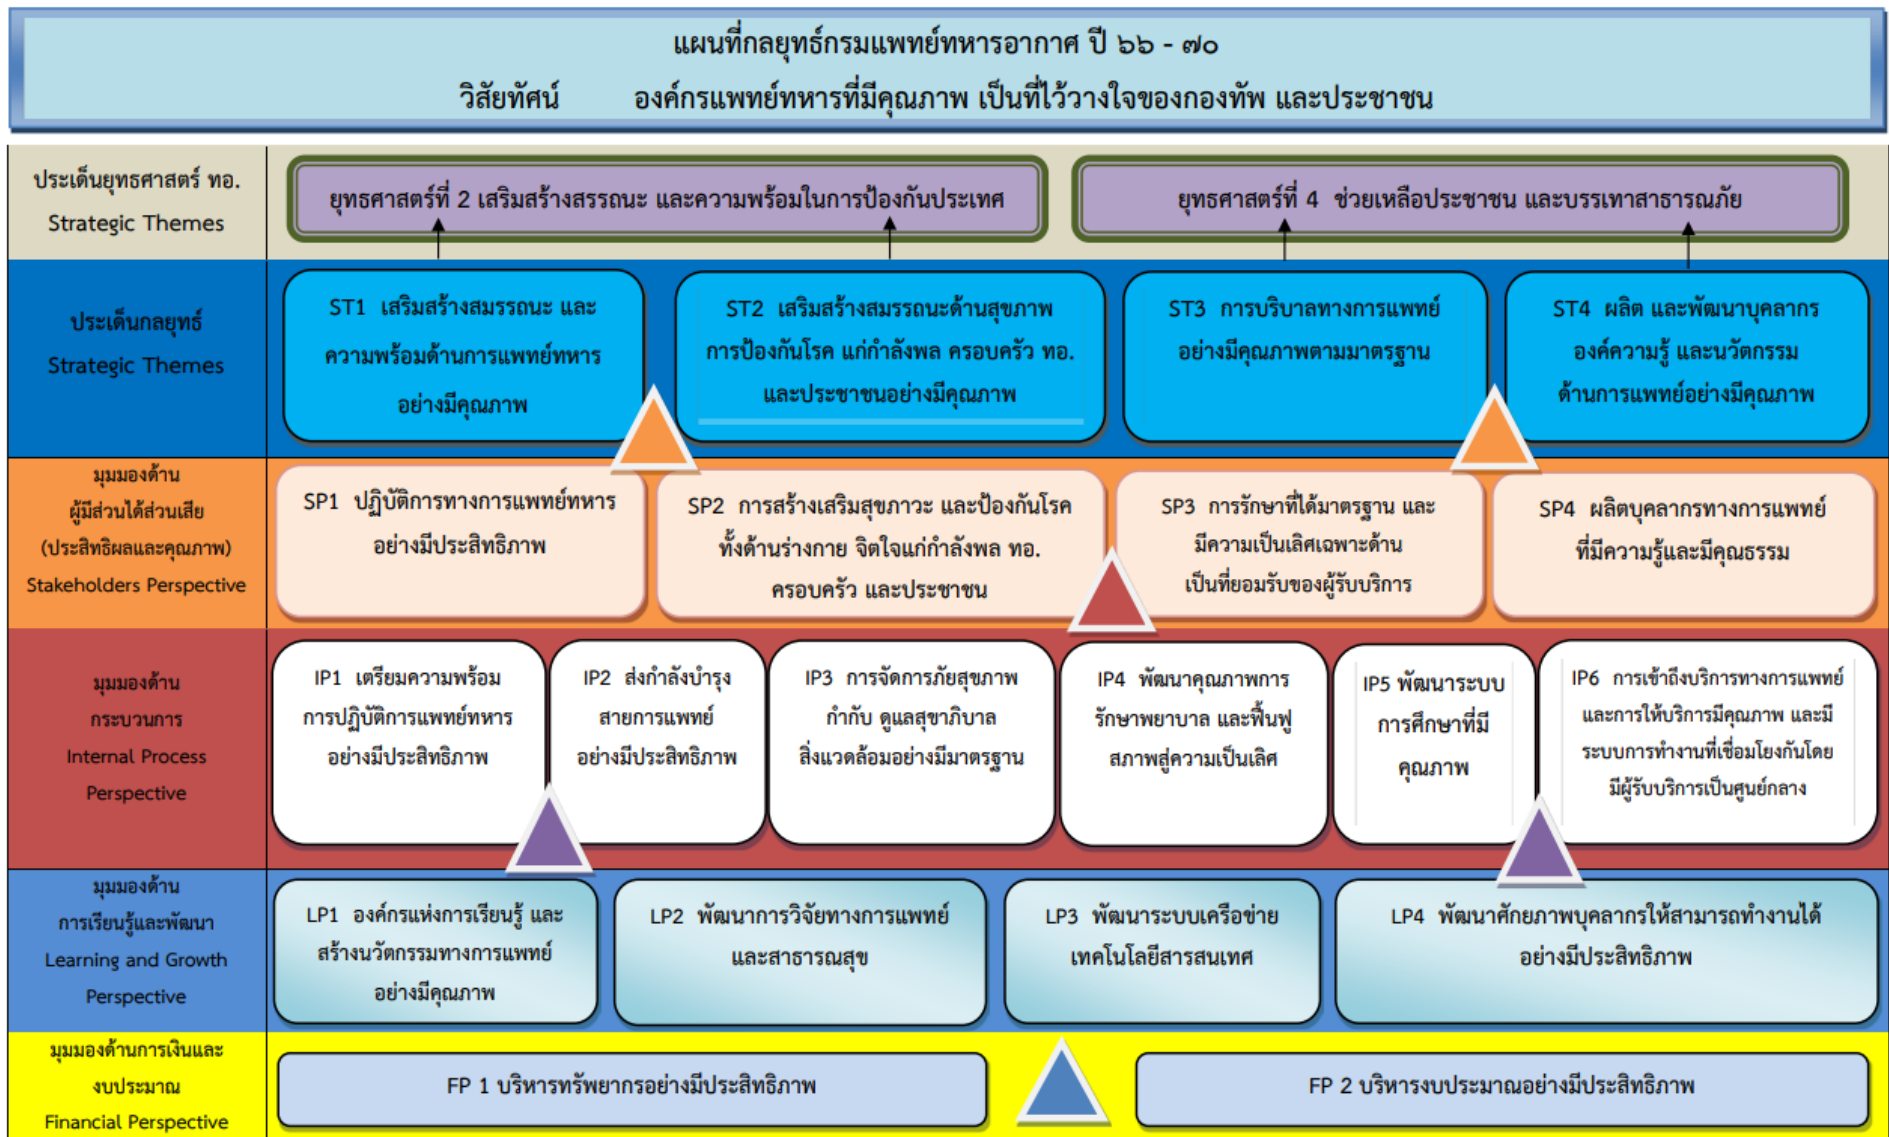 แผนที่กลยุทธ์กรมแพทย์ทหารอากาศ ปี ๖๖ - ๗๐
วิสัยทัศน์ องค์กรแพทย์ทหารที่มีคุณภาพ เป็นที่ไว้วางใจของกองทัพ และประชาชน
ประเด็นยุทธศาสตร์ ทอ.
Strategic Themes
ยุทธศาสตร์ที่ 2 เสริมสร้างสรรถนะ และความพร้อมในการป้องกันประเทศ
ยุทธศาสตร์ที่ 4 ช่วยเหลือประชาชน และบรรเทาสาธารณภัย
ประเด็นกลยุทธ์
Strategic Themes
ST1 เสริมสร้างสมรรถนะ และ
ความพร้อมด้านการแพทย์ทหาร
อย่างมีคุณภาพ
ST2 เสริมสร้างสมรรถนะด้านสุขภาพ
การป้องกันโรค แก่กำลังพล ครอบครัว ทอ.
และประชาชนอย่างมีคุณภาพ
ST3 การบริบาลทางการแพทย์
อย่างมีคุณภาพตามมาตรฐาน
ST4 ผลิต และพัฒนาบุคลากร
องค์ความรู้ และนวัตกรรม
ด้านการแพทย์อย่างมีคุณภาพ
มุมมองด้าน
ผู้มีส่วนได้ส่วนเสีย
(ประสิทธิผลและคุณภาพ)
Stakeholders Perspective
SP1 ปฏิบัติการทางการแพทย์ทหาร
อย่างมีประสิทธิภาพ
SP2 การสร้างเสริมสุขภาวะ และป้องกันโรค
ทั้งด้านร่างกาย จิตใจแก่กำลังพล ทอ.
ครอบครัว และประชาชน
SP3 การรักษาที่ได้มาตรฐาน และ
มีความเป็นเลิศเฉพาะด้าน
เป็นที่ยอมรับของผู้รับบริการ
SP4 ผลิตบุคลากรทางการแพทย์
ที่มีความรู้และมีคุณธรรม
มุมมองด้าน
กระบวนการ
Internal Process
Perspective
IP1 เตรียมความพร้อม
การปฏิบัติการแพทย์ทหาร
อย่างมีประสิทธิภาพ
IP2 ส่งกำลังบำรุง
สายการแพทย์
อย่างมีประสิทธิภาพ
IP3 การจัดการภัยสุขภาพ
กำกับ ดูแลสุขาภิบาล
สิ่งแวดล้อมอย่างมีมาตรฐาน
IP4 พัฒนาคุณภาพการ
รักษาพยาบาล และฟื้นฟู
สภาพสู่ความเป็นเลิศ
IP5 พัฒนาระบบ
การศึกษาที่มี
คุณภาพ
IP6 การเข้าถึงบริการทางการแพทย์
และการให้บริการมีคุณภาพ และมี
ระบบการทำงานที่เชื่อมโยงกันโดย
มีผู้รับบริการเป็นศูนย์กลาง
มุมมองด้าน
การเรียนรู้และพัฒนา
Learning and Growth
Perspective
LP1 องค์กรแห่งการเรียนรู้ และ
สร้างนวัตกรรมทางการแพทย์
อย่างมีคุณภาพ
LP2 พัฒนาการวิจัยทางการแพทย์
และสาธารณสุข
LP3 พัฒนาระบบเครือข่าย
เทคโนโลยีสารสนเทศ
LP4 พัฒนาศักยภาพบุคลากรให้สามารถทำงานได้
อย่างมีประสิทธิภาพ
มุมมองด้านการเงินและ
งบประมาณ
Financial Perspective
FP 1 บริหารทรัพยากรอย่างมีประสิทธิภาพ
FP 2 บริหารงบประมาณอย่างมีประสิทธิภาพ